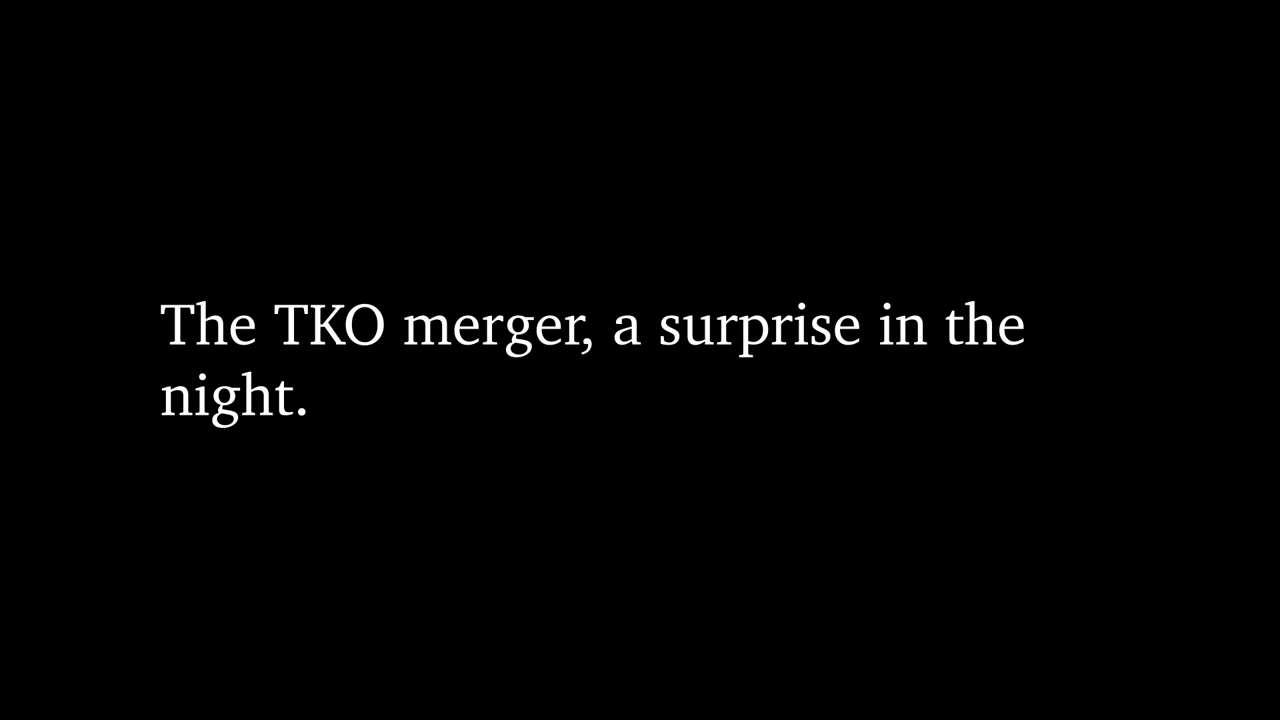 The TKO merger, a surprise in the
night.